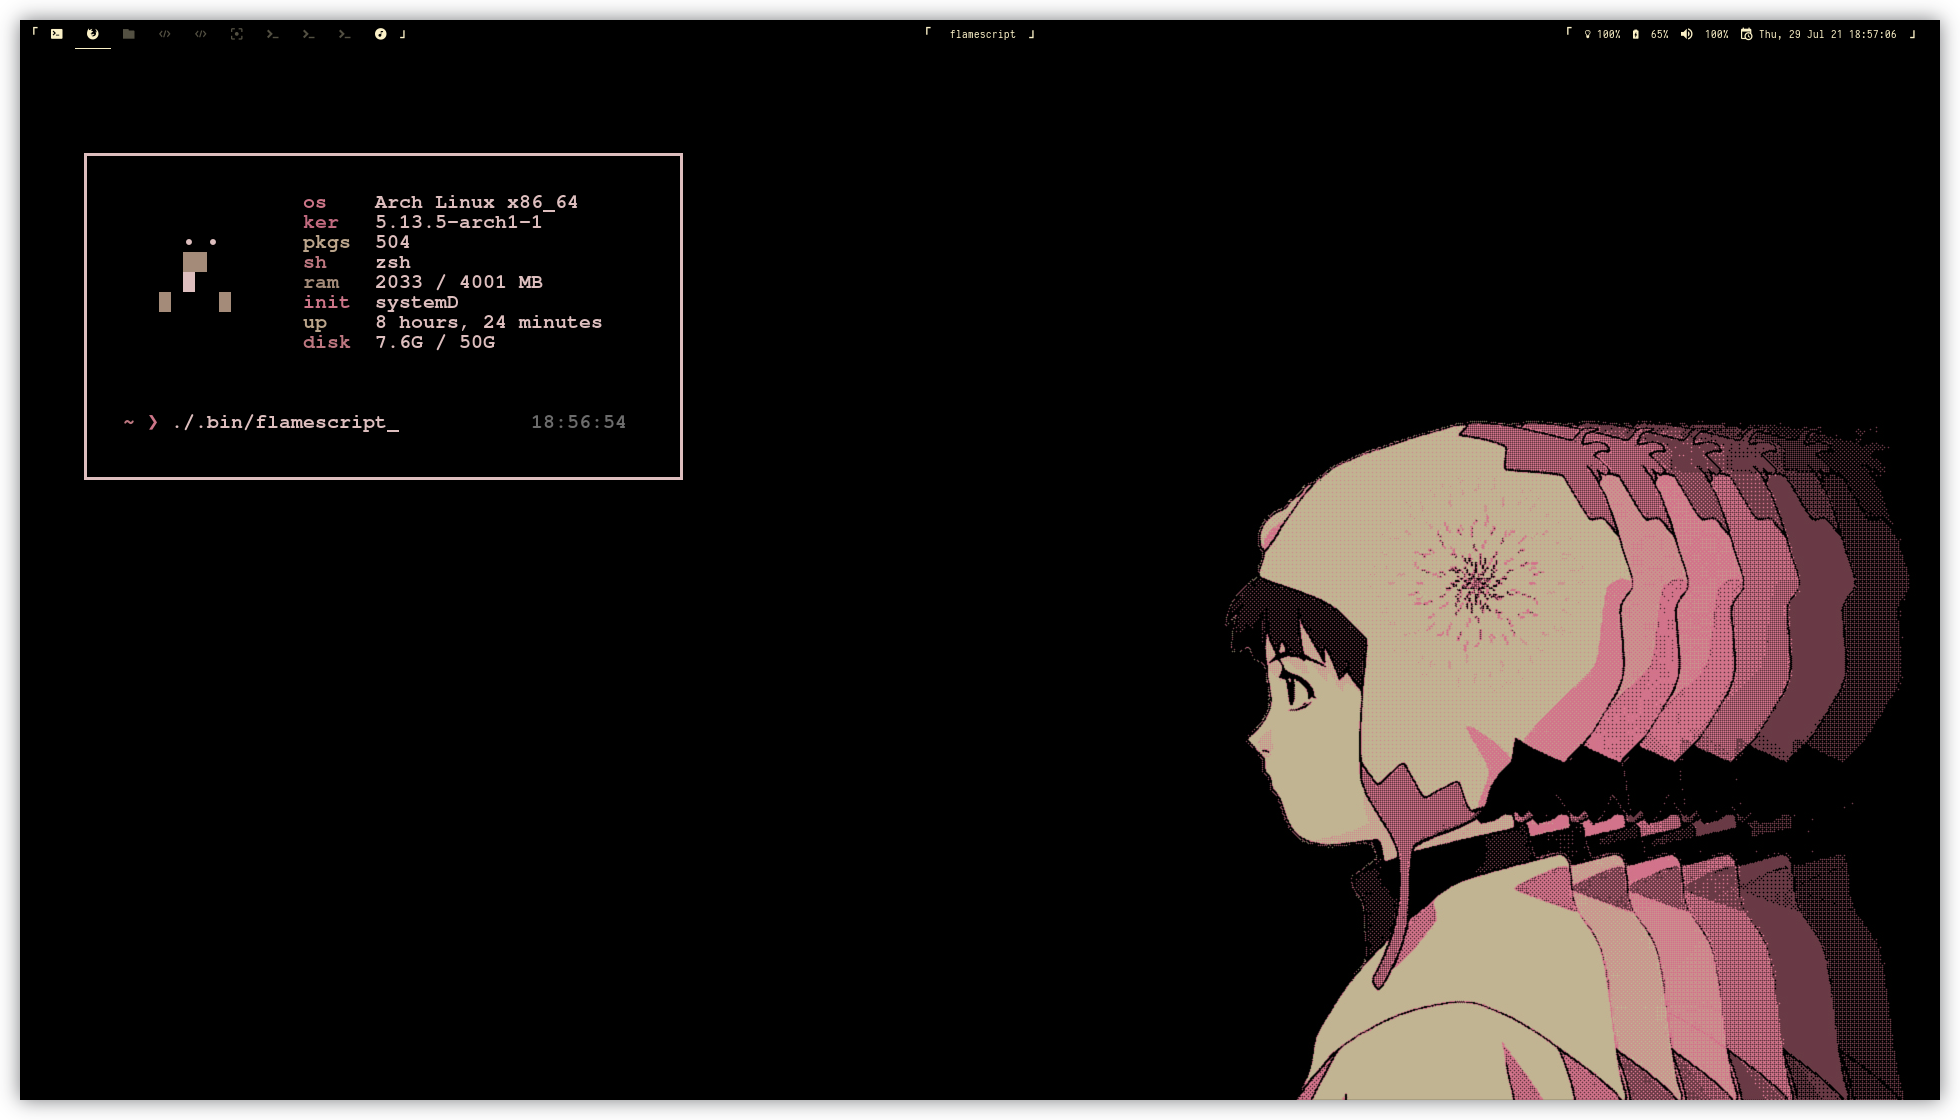 flamescript
100% 65% 100% Thu, 29 Jul 21 18:57:06
os Arch Linux x86_64
ker 5.13.5-arch1-1
pkgs 504
sh zsh
ram 2033 / 4001 MB
init systemD
up 8 hours, 24 minutes
disk 7.6G / 50G
~ ❯ ./.bin/flamescript_ 18:56:54